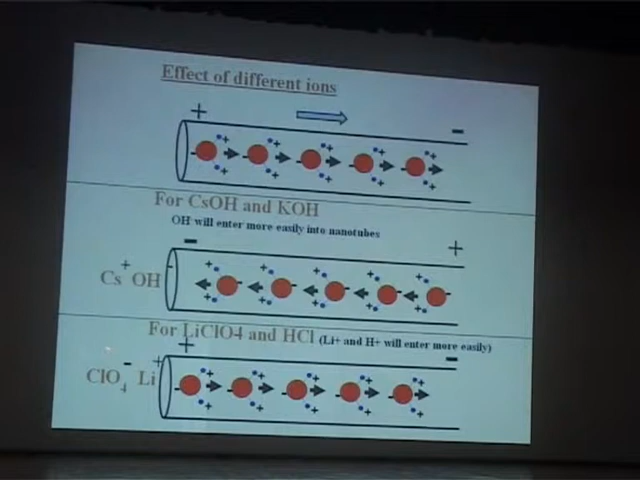 Effect of different ions
+ −
For CsOH and KOH
OH⁻ will enter more easily into nanotubes
− +
Cs⁺ OH⁻
For LiClO4 and HCl (Li+ and H+ will enter more easily)
+ −
ClO₄⁻ Li⁺